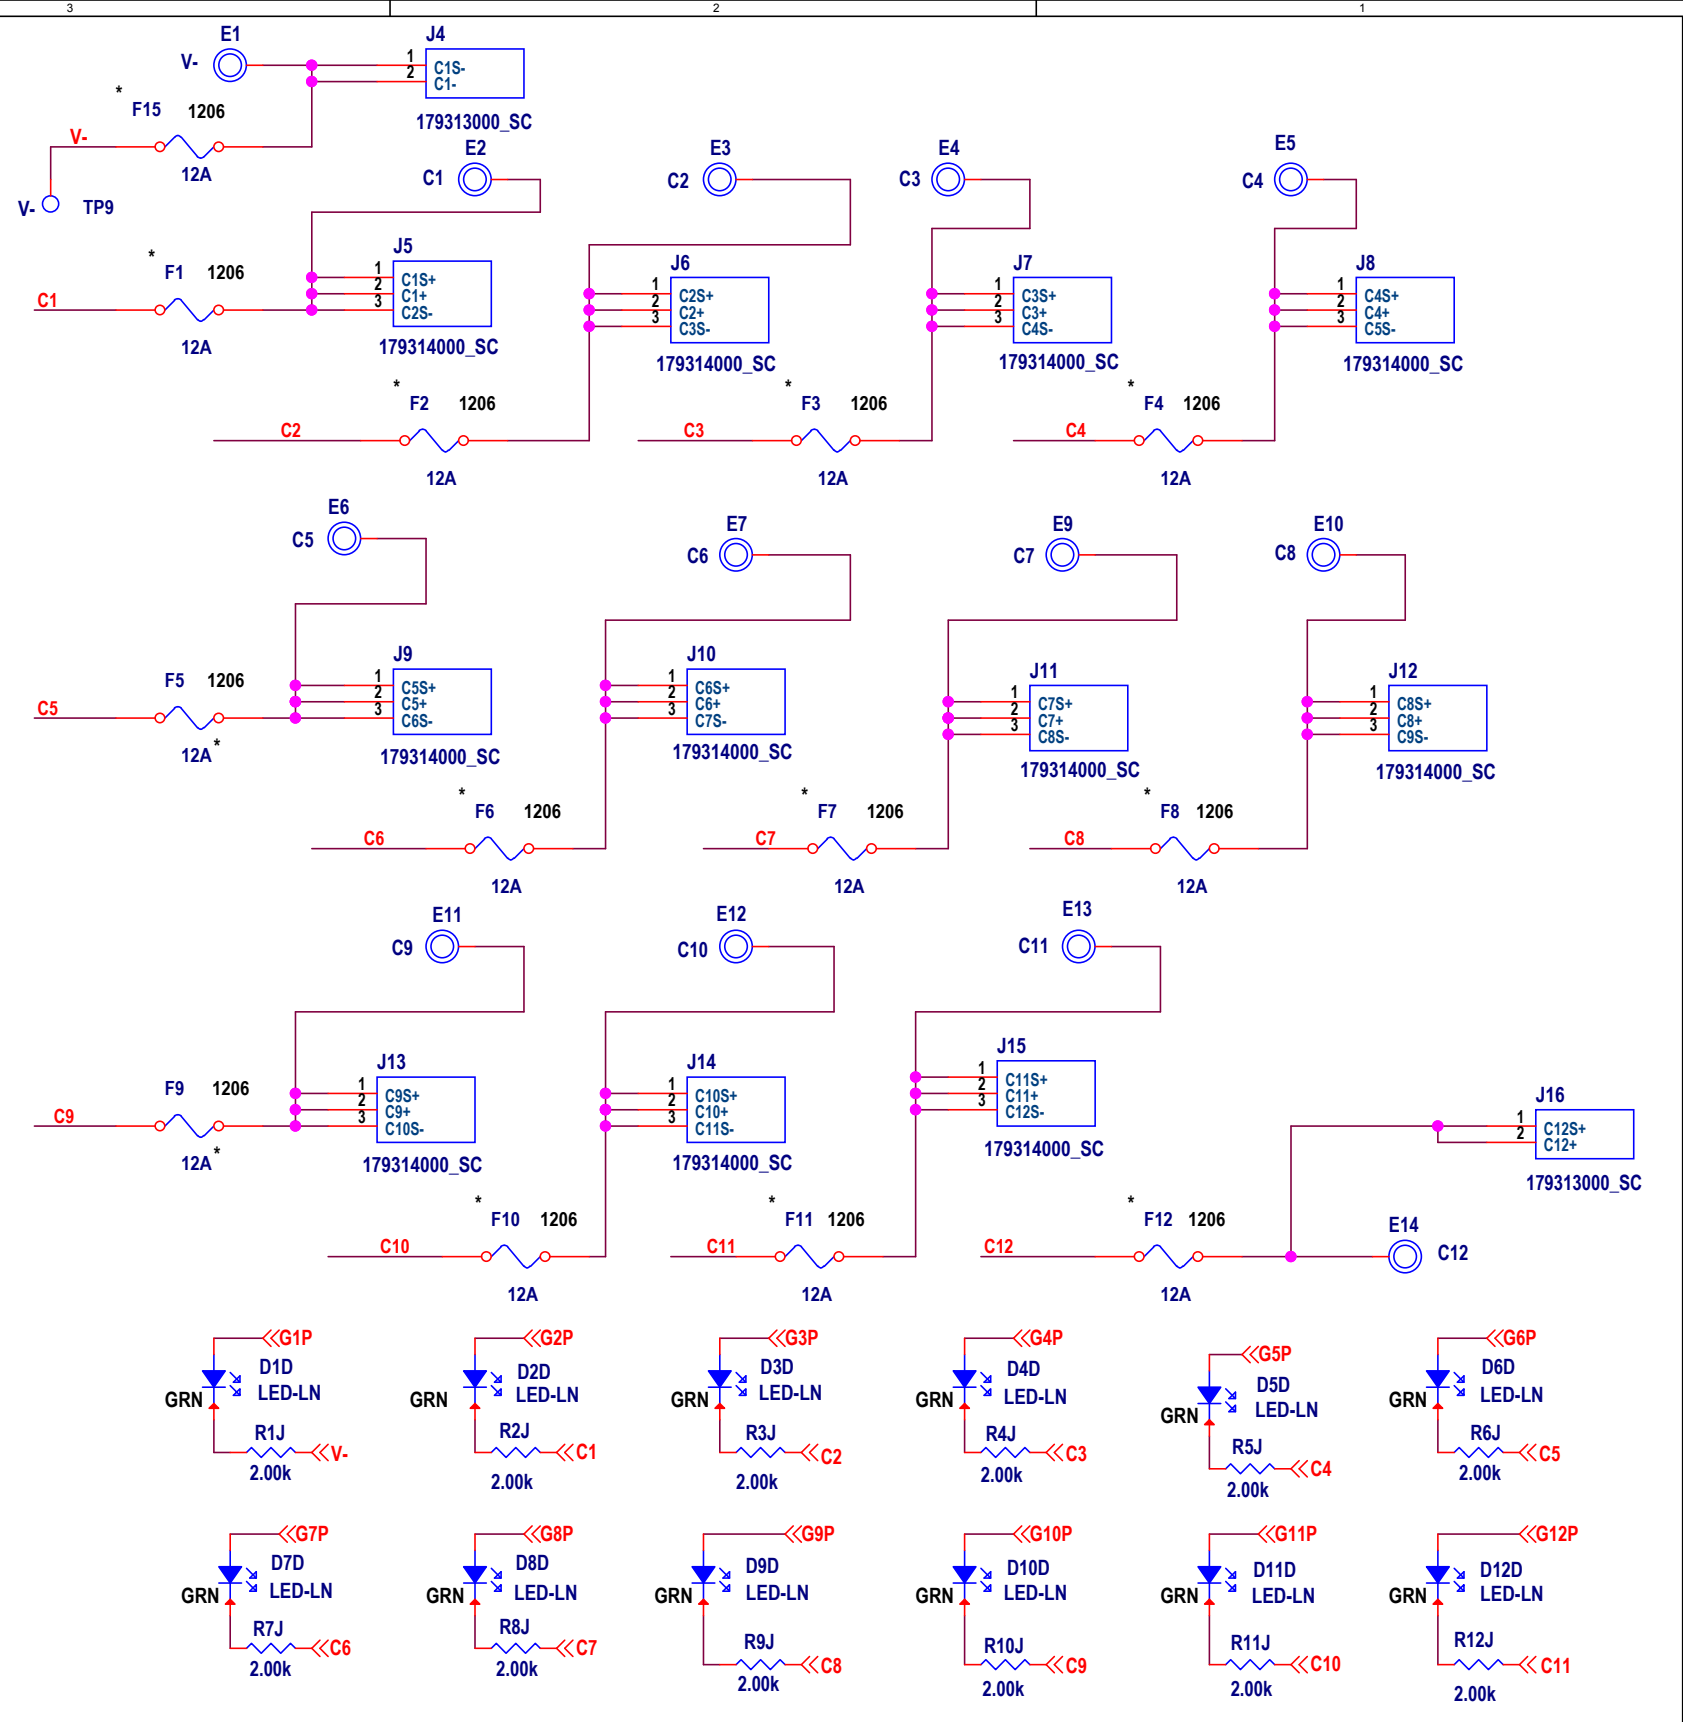 3 2 1
E1 J4
V- 1 C1S-
2 C1-
* F15 1206 179313000_SC
V- 12A
V- TP9
E2 E3 E4 E5
C1 C2 C3 C4
* F1 1206 J5 J6 J7 J8
C1 12A
1 C1S+
2 C1+
3 C2S-
179314000_SC
1 C2S+
2 C2+
3 C3S-
179314000_SC
1 C3S+
2 C3+
3 C4S-
179314000_SC
1 C4S+
2 C4+
3 C5S-
179314000_SC
* F2 1206 * F3 1206 * F4 1206
C2 C3 C4
12A 12A 12A
E6 E7 E9 E10
C5 C6 C7 C8
F5 1206 J9 J10 J11 J12
C5 12A *
1 C5S+
2 C5+
3 C6S-
179314000_SC
1 C6S+
2 C6+
3 C7S-
179314000_SC
1 C7S+
2 C7+
3 C8S-
179314000_SC
1 C8S+
2 C8+
3 C9S-
179314000_SC
* F6 1206 * F7 1206 * F8 1206
C6 C7 C8
12A 12A 12A
E11 E12 E13
C9 C10 C11
F9 1206 J13 J14 J15 J16
C9 12A *
1 C9S+
2 C9+
3 C10S-
179314000_SC
1 C10S+
2 C10+
3 C11S-
179314000_SC
1 C11S+
2 C11+
3 C12S-
179314000_SC
1 C12S+
2 C12+
179313000_SC
* F10 1206 * F11 1206 * F12 1206 E14
C10 C11 C12 C12
12A 12A 12A
G1P G2P G3P G4P G5P G6P
D1D D2D D3D D4D D5D D6D
LED-LN LED-LN LED-LN LED-LN LED-LN LED-LN
GRN GRN GRN GRN GRN GRN
R1J R2J R3J R4J R5J R6J
V- C1 C2 C3 C4 C5
2.00k 2.00k 2.00k 2.00k 2.00k 2.00k
G7P G8P G9P G10P G11P G12P
D7D D8D D9D D10D D11D D12D
LED-LN LED-LN LED-LN LED-LN LED-LN LED-LN
GRN GRN GRN GRN GRN GRN
R7J R8J R9J R10J R11J R12J
C6 C7 C8 C9 C10 C11
2.00k 2.00k 2.00k 2.00k 2.00k 2.00k